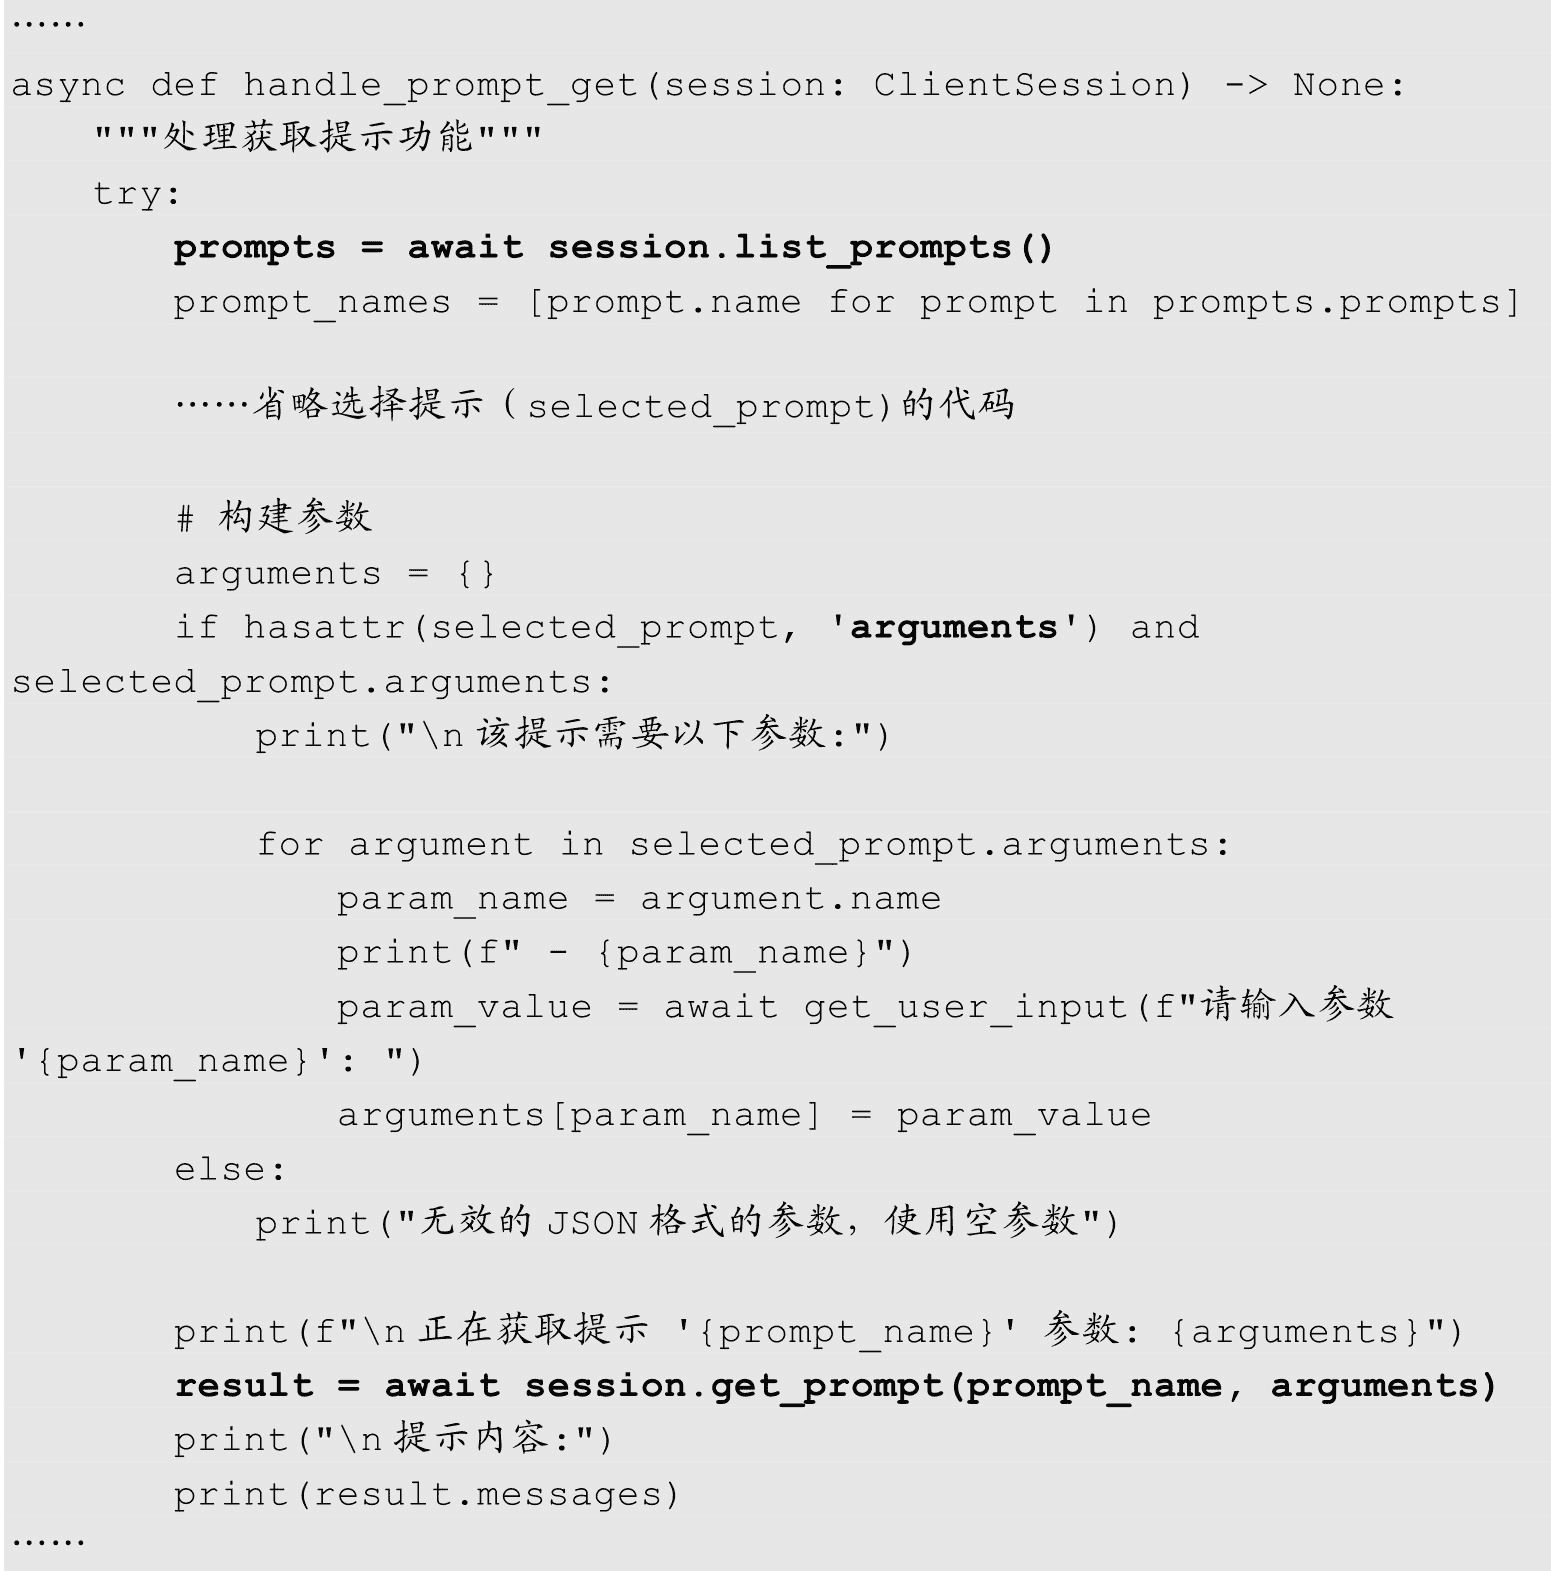 ……
async def handle_prompt_get(session: ClientSession) -> None:
    """处理获取提示功能"""
    try:
        prompts = await session.list_prompts()
        prompt_names = [prompt.name for prompt in prompts.prompts]
        ……省略选择提示（selected_prompt)的代码
        # 构建参数
        arguments = {}
        if hasattr(selected_prompt, 'arguments') and
selected_prompt.arguments:
            print("\n该提示需要以下参数:")
            for argument in selected_prompt.arguments:
                param_name = argument.name
                print(f" - {param_name}")
                param_value = await get_user_input(f"请输入参数
'{param_name}': ")
                arguments[param_name] = param_value
        else:
            print("无效的 JSON 格式的参数，使用空参数")
        print(f"\n正在获取提示 '{prompt_name}' 参数: {arguments}")
        result = await session.get_prompt(prompt_name, arguments)
        print("\n提示内容:")
        print(result.messages)
……